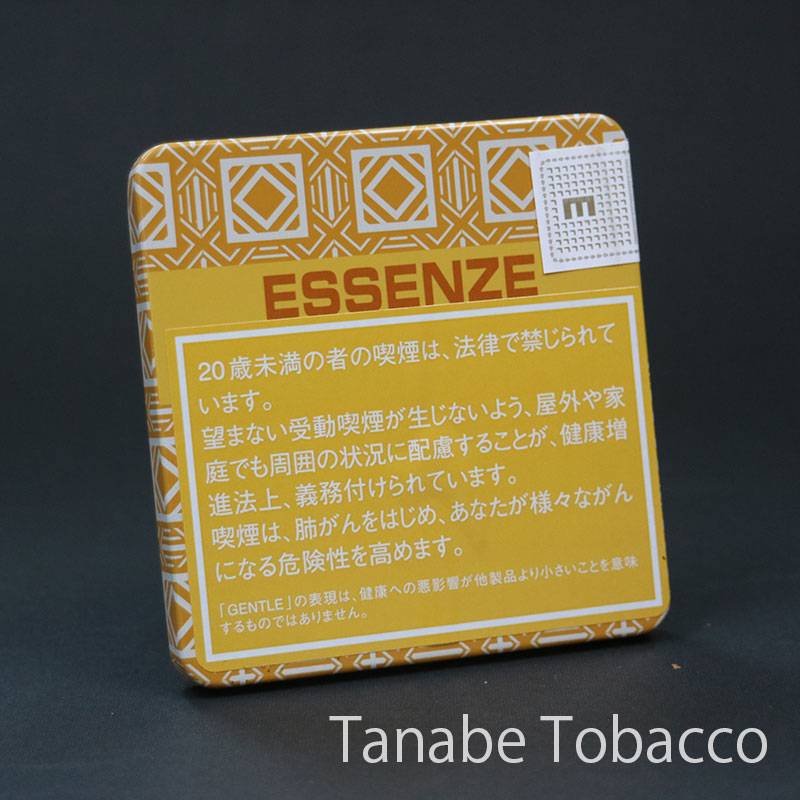 ESSENZE
E
20歳未満の者の喫煙は、法律で禁じられて
います。
望まない受動喫煙が生じないよう、屋外や家
庭でも周囲の状況に配慮することが、健康増
進法上、義務付けられています。
喫煙は、肺がんをはじめ、あなたが様々ながん
になる危険性を高めます。
「GENTLE」の表現は、健康への悪影響が他製品より小さいことを意味
するものではありません。
Tanabe Tobacco